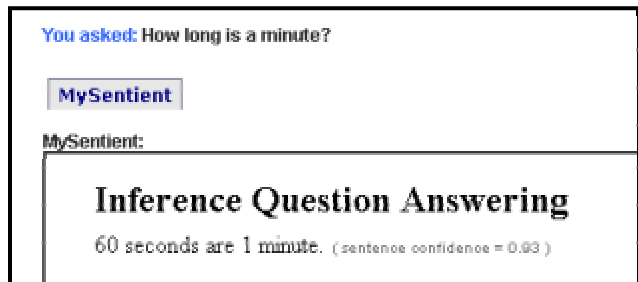 You asked: How long is a minute?
MySentient
MySentient:
Inference Question Answering
60 seconds are 1 minute. ( sentence confidence = 0.93 )